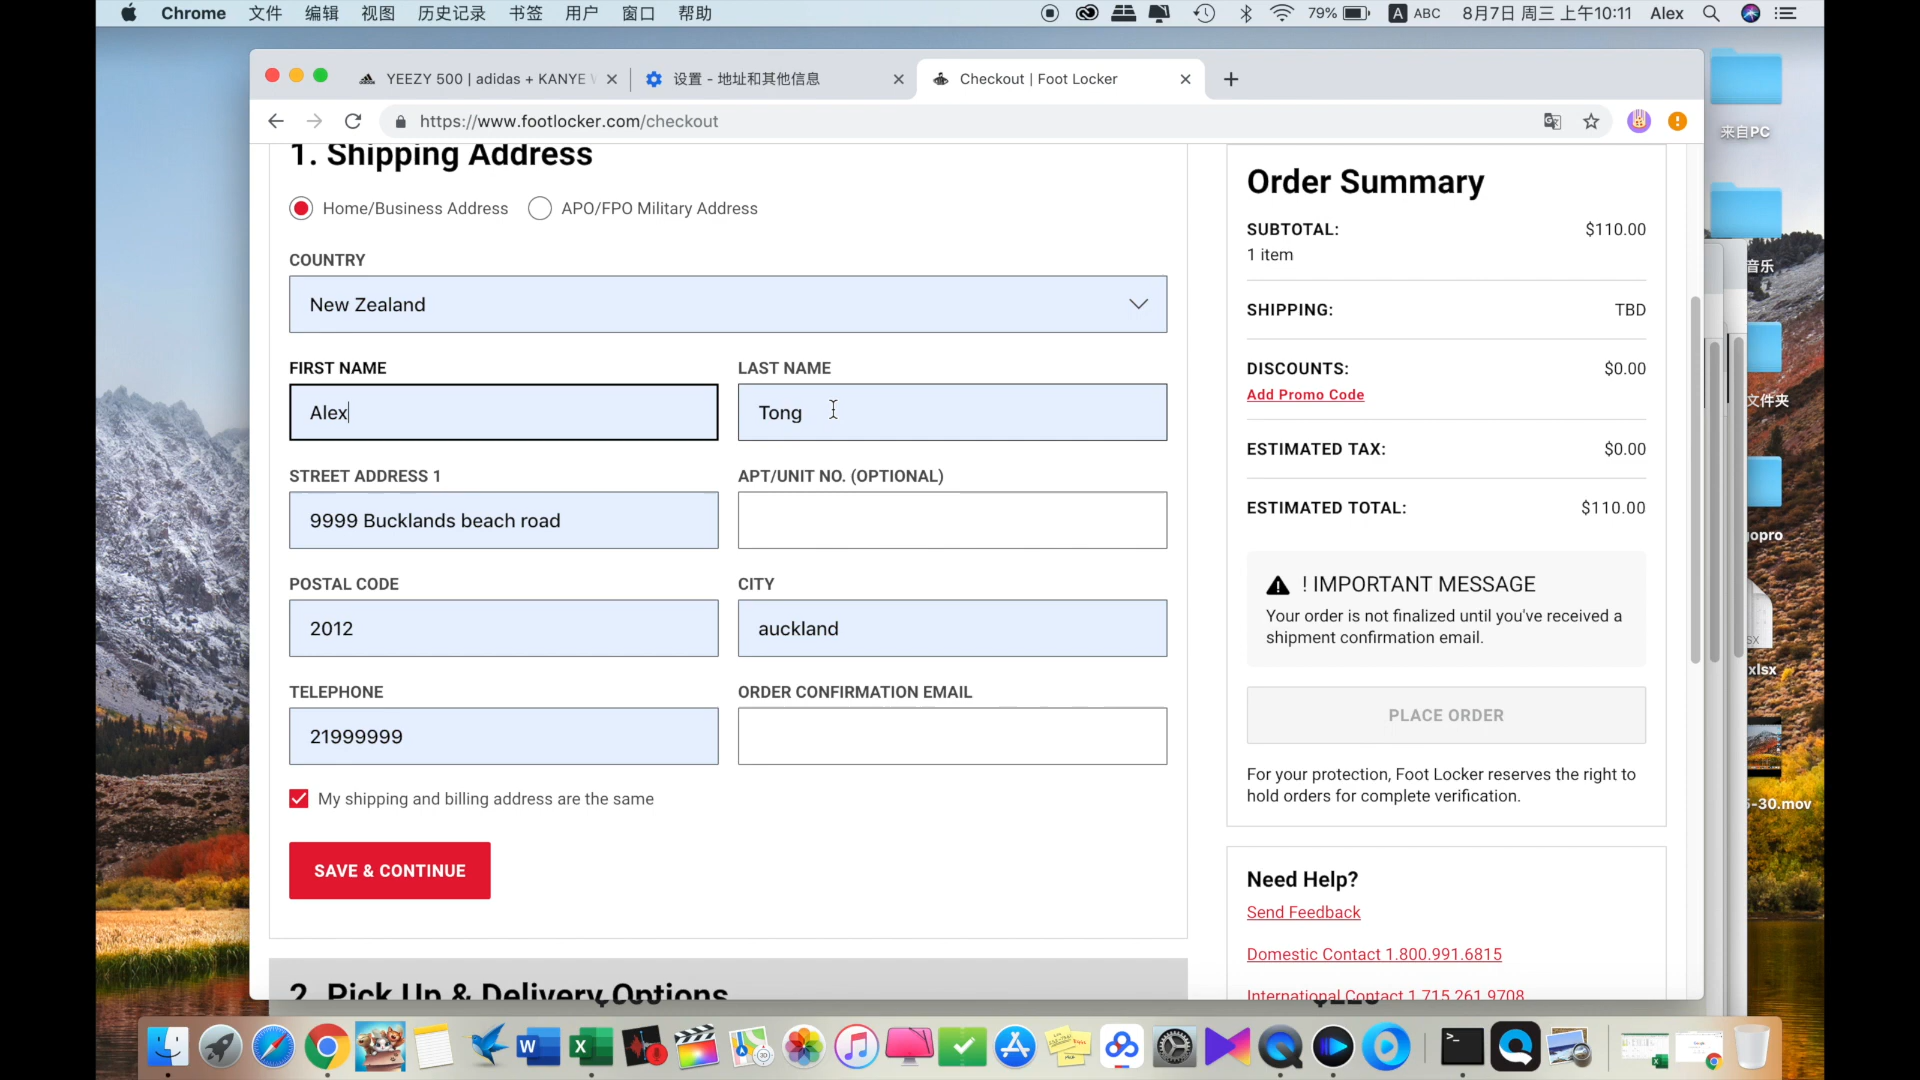 Chrome 文件 编辑 视图 历史记录 书签 用户 窗口 帮助 79% A ABC 8月7日 周三 上午10:11 Alex
YEEZY 500 | adidas + KANYE
设置 - 地址和其他信息
Checkout | Foot Locker
https://www.footlocker.com/checkout
来自PC
音乐
文件夹
opro
xlsx
5-30.mov
1. Shipping Address
Home/Business Address
APO/FPO Military Address
COUNTRY
New Zealand
FIRST NAME
LAST NAME
Alex
Tong
STREET ADDRESS 1
APT/UNIT NO. (OPTIONAL)
9999 Bucklands beach road
POSTAL CODE
CITY
2012
auckland
TELEPHONE
ORDER CONFIRMATION EMAIL
21999999
My shipping and billing address are the same
SAVE & CONTINUE
2. Pick Up & Delivery Options
Order Summary
SUBTOTAL: $110.00
1 item
SHIPPING: TBD
DISCOUNTS: $0.00
Add Promo Code
ESTIMATED TAX: $0.00
ESTIMATED TOTAL: $110.00
! IMPORTANT MESSAGE
Your order is not finalized until you've received a
shipment confirmation email.
PLACE ORDER
For your protection, Foot Locker reserves the right to
hold orders for complete verification.
Need Help?
Send Feedback
Domestic Contact 1.800.991.6815
International Contact 1.715.261.9708